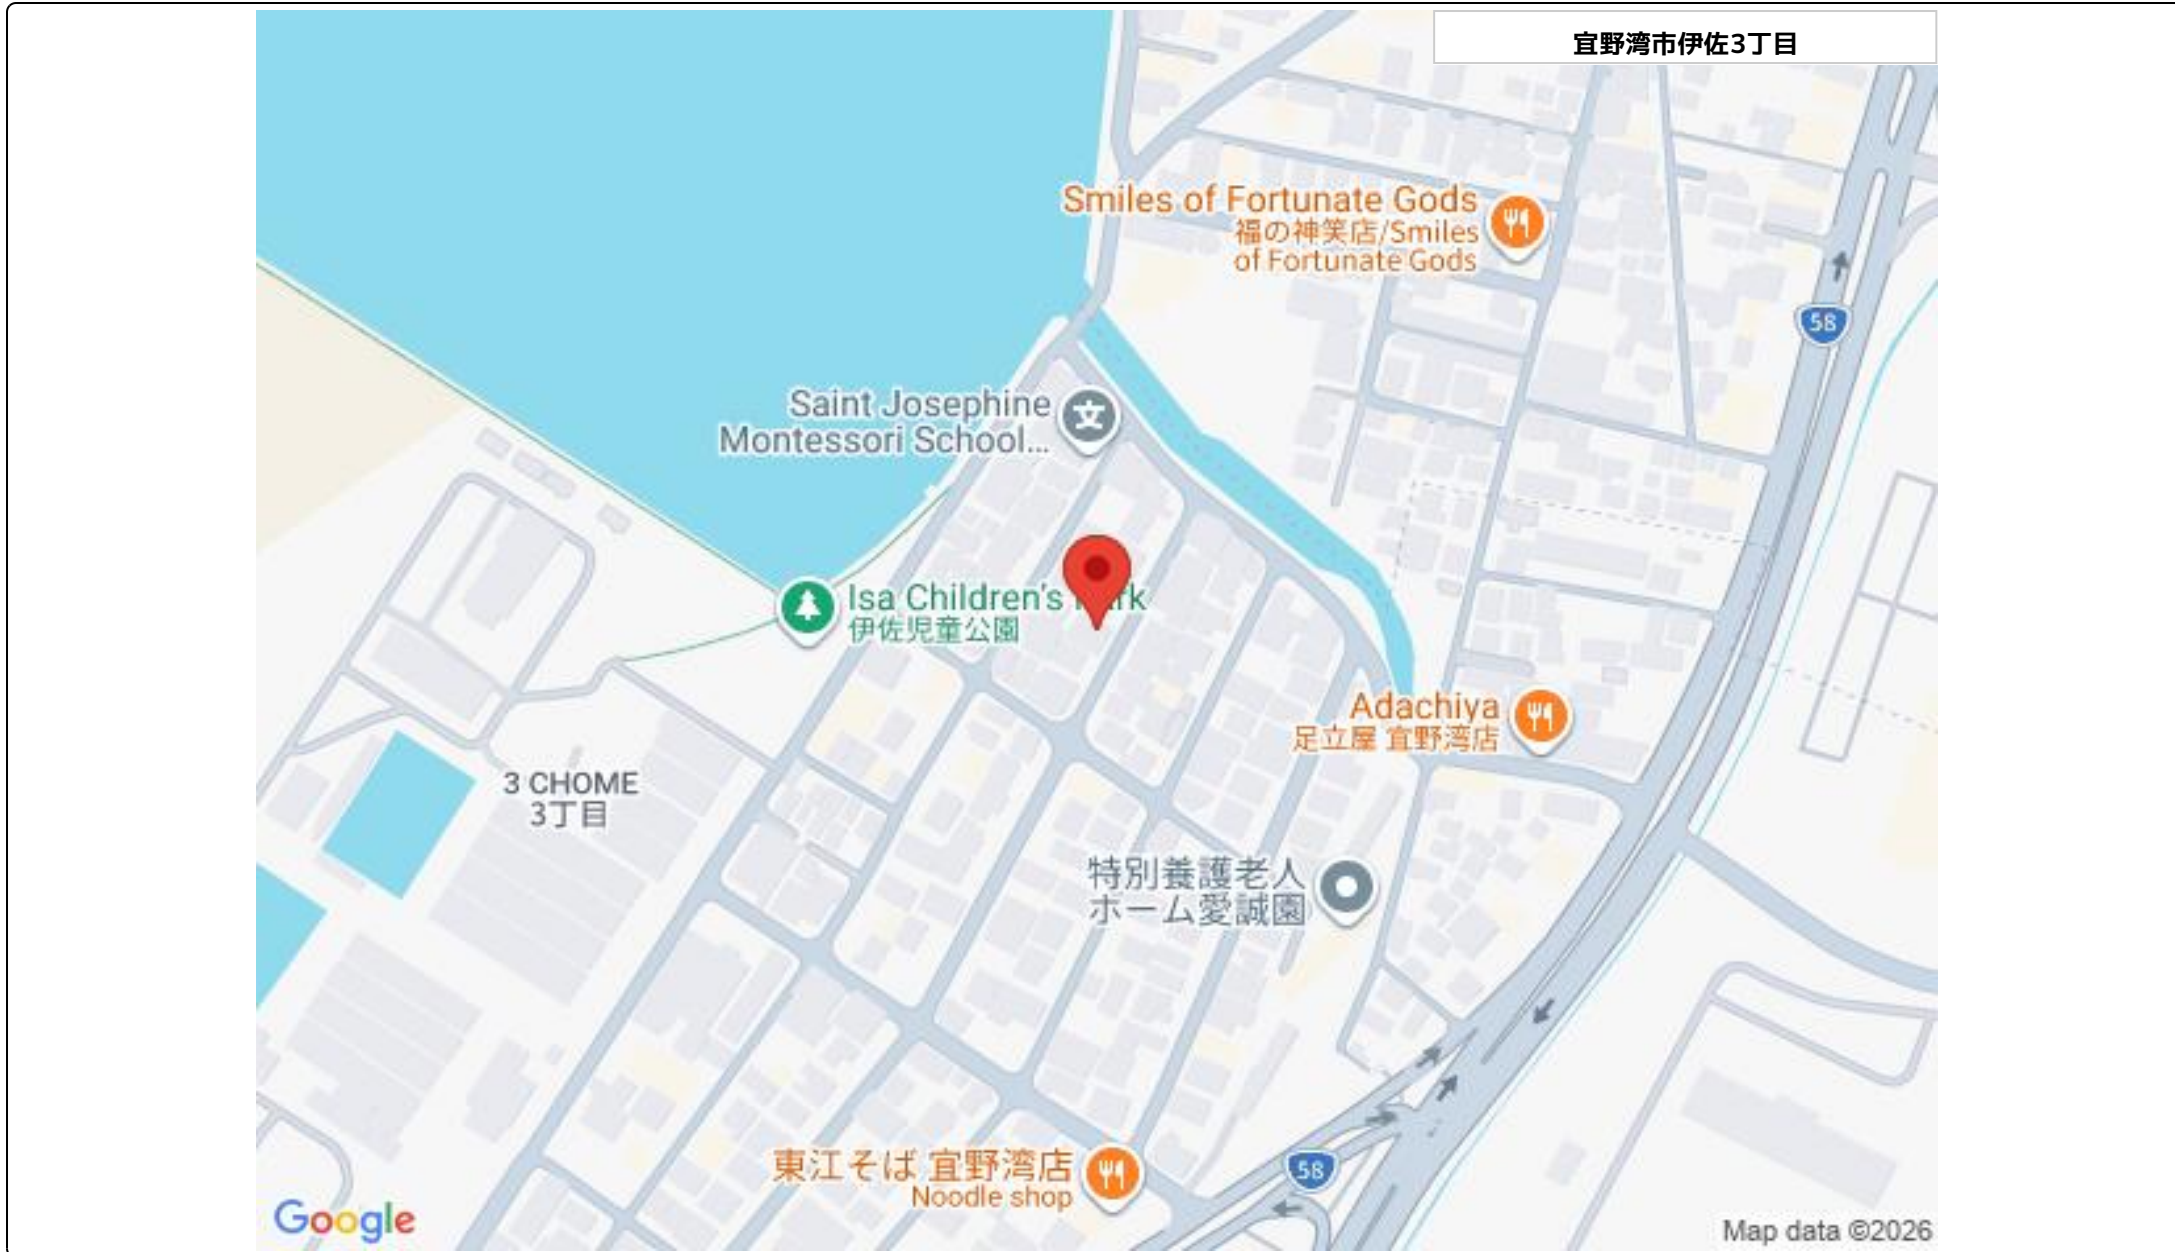 宜野湾市伊佐3丁目
Smiles of Fortunate Gods
福の神笑店/Smiles
of Fortunate Gods
58
Saint Josephine
Montessori School...
Isa Children's
伊佐児童公園
Adachiya
足立屋 宜野湾店
3 CHOME
3丁目
特別養護老人
ホーム愛誠園
東江そば 宜野湾店
Noodle shop
58
Google
Map data ©2026